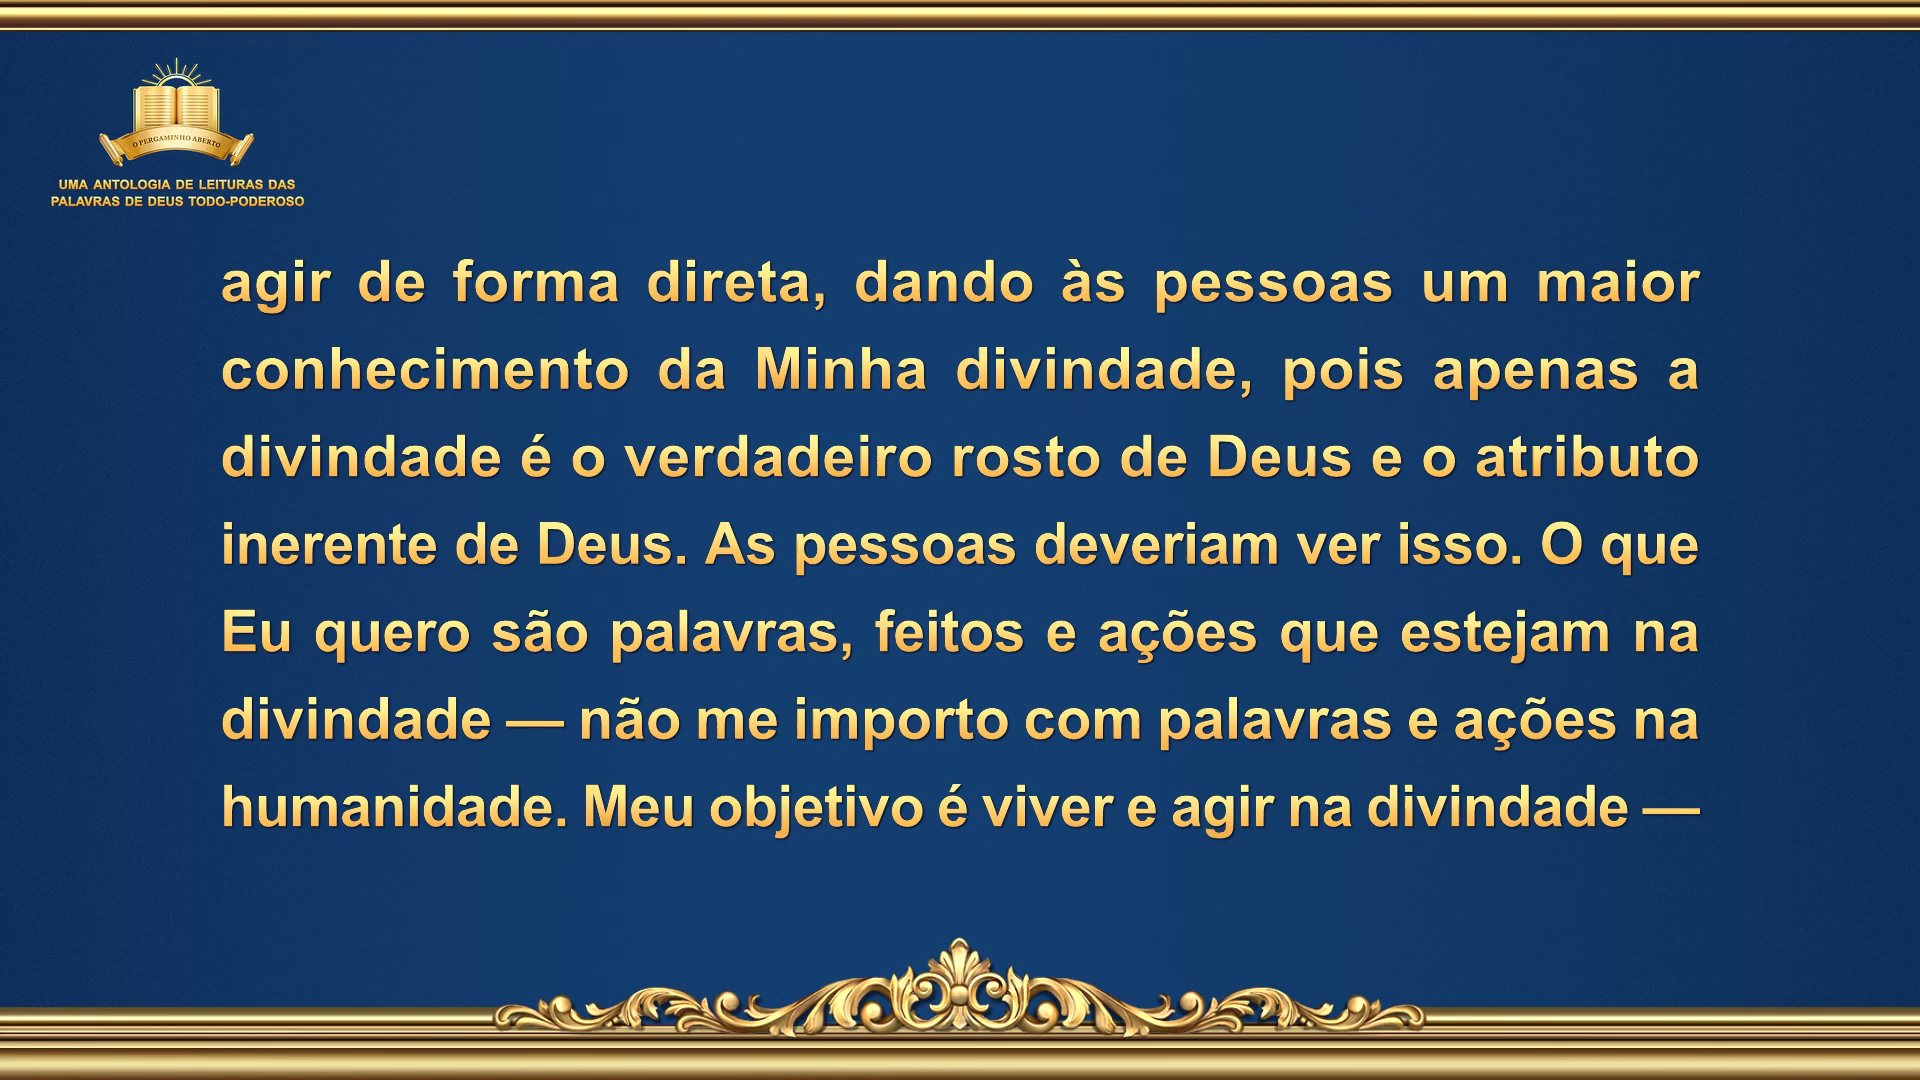 O PERGAMINHO ABERTO
UMA ANTOLOGIA DE LEITURAS DAS
PALAVRAS DE DEUS TODO-PODEROSO
agir de forma direta, dando às pessoas um maior
conhecimento da Minha divindade, pois apenas a
divindade é o verdadeiro rosto de Deus e o atributo
inerente de Deus. As pessoas deveriam ver isso. O que
Eu quero são palavras, feitos e ações que estejam na
divindade — não me importo com palavras e ações na
humanidade. Meu objetivo é viver e agir na divindade —